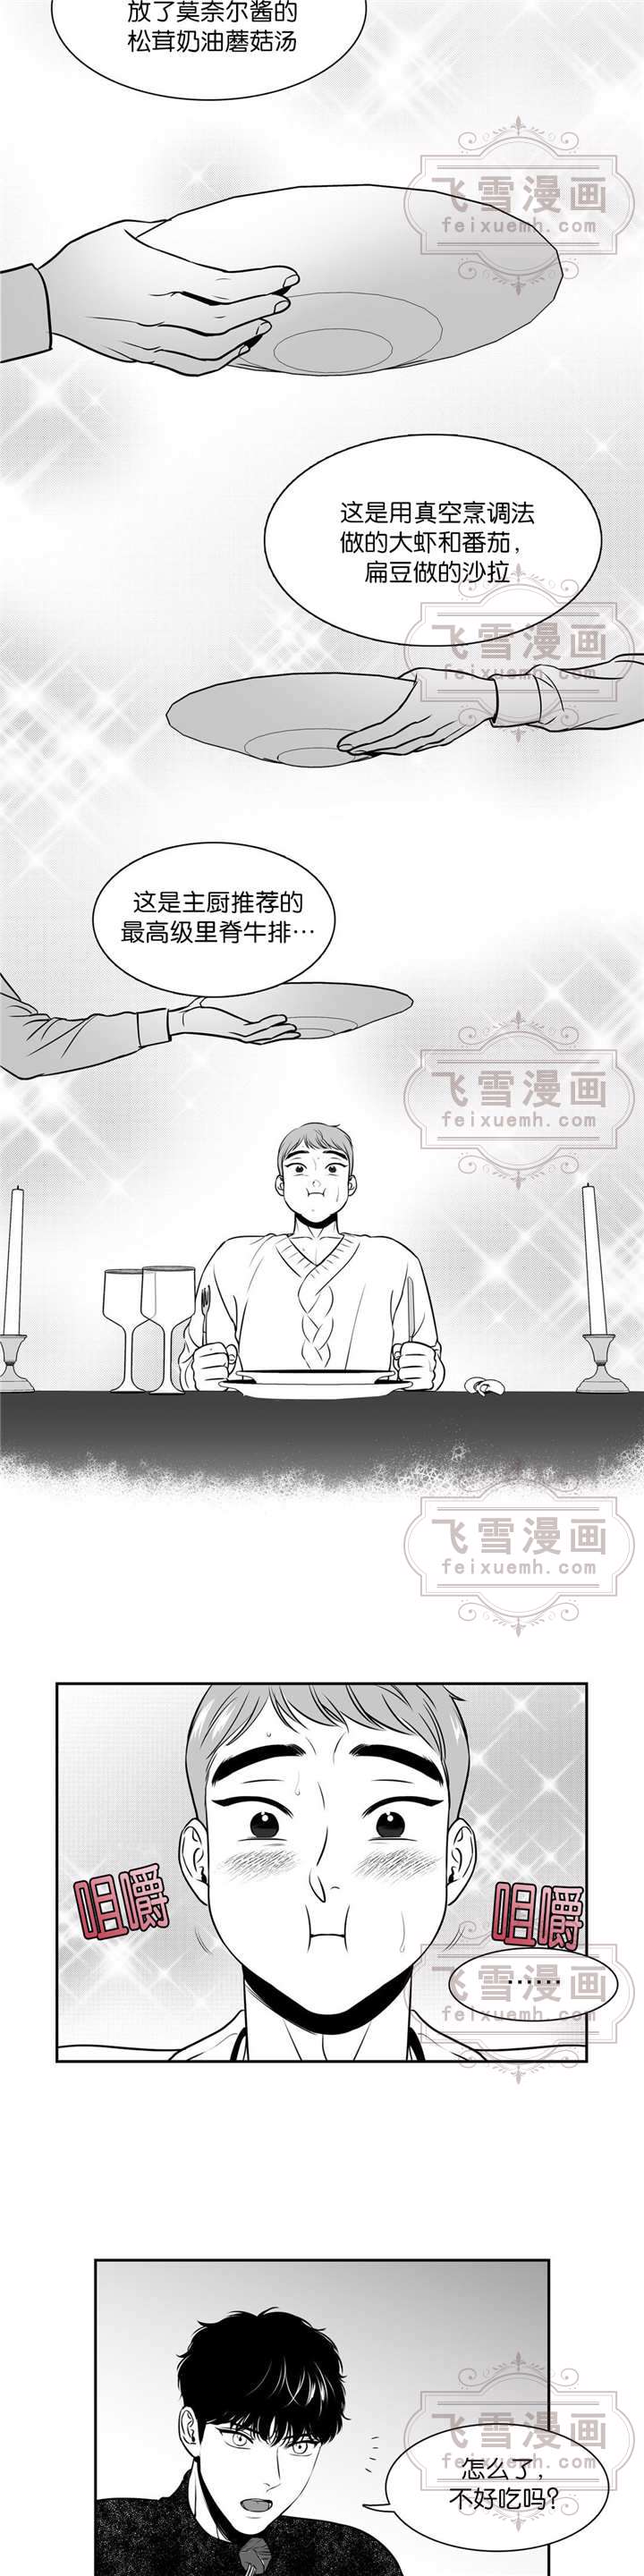 放了莫奈尔酱的
松茸奶油蘑菇汤
飞雪漫画
feixuemh.com
这是用真空烹调法
做的大虾和番茄，
扁豆做的沙拉
飞雪漫画
feixuemh.com
这是主厨推荐的
最高级里脊牛排…
飞雪漫画
feixuemh.com
飞雪漫画
feixuemh.com
咀嚼
咀嚼
……
飞雪漫画
feixuemh.com
飞雪漫画
feixuemh.com
怎么了，
不好吃吗？